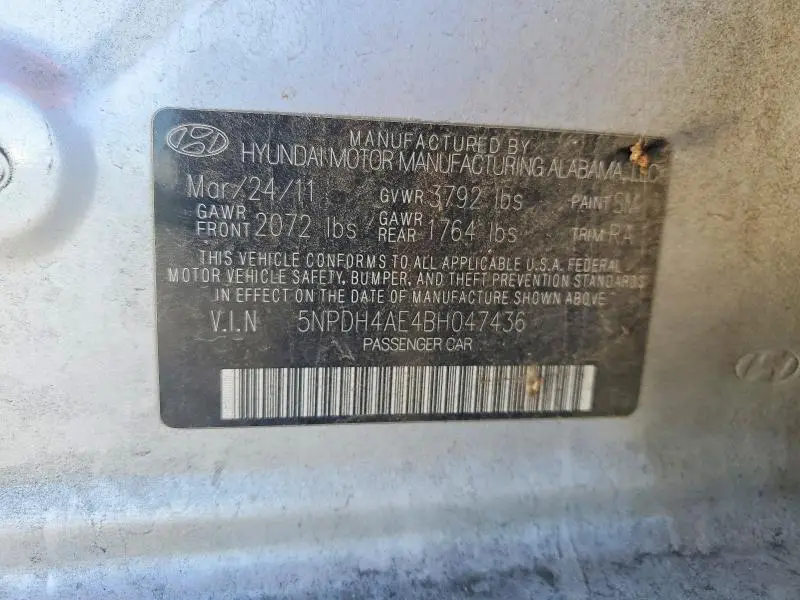 MANUFACTURED BY
HYUNDAI MOTOR MANUFACTURING ALABAMA, LLC
Mar/24/11 GVWR 3792 lbs PAINT SM
GAWR FRONT 2072 lbs/GAWR REAR 1764 lbs TRIM RA
THIS VEHICLE CONFORMS TO ALL APPLICABLE U.S.A. FEDERAL
MOTOR VEHICLE SAFETY, BUMPER, AND THEFT PREVENTION STANDARDS
IN EFFECT ON THE DATE OF MANUFACTURE SHOWN ABOVE.
V.I.N 5NPDH4AE4BH047436
PASSENGER CAR